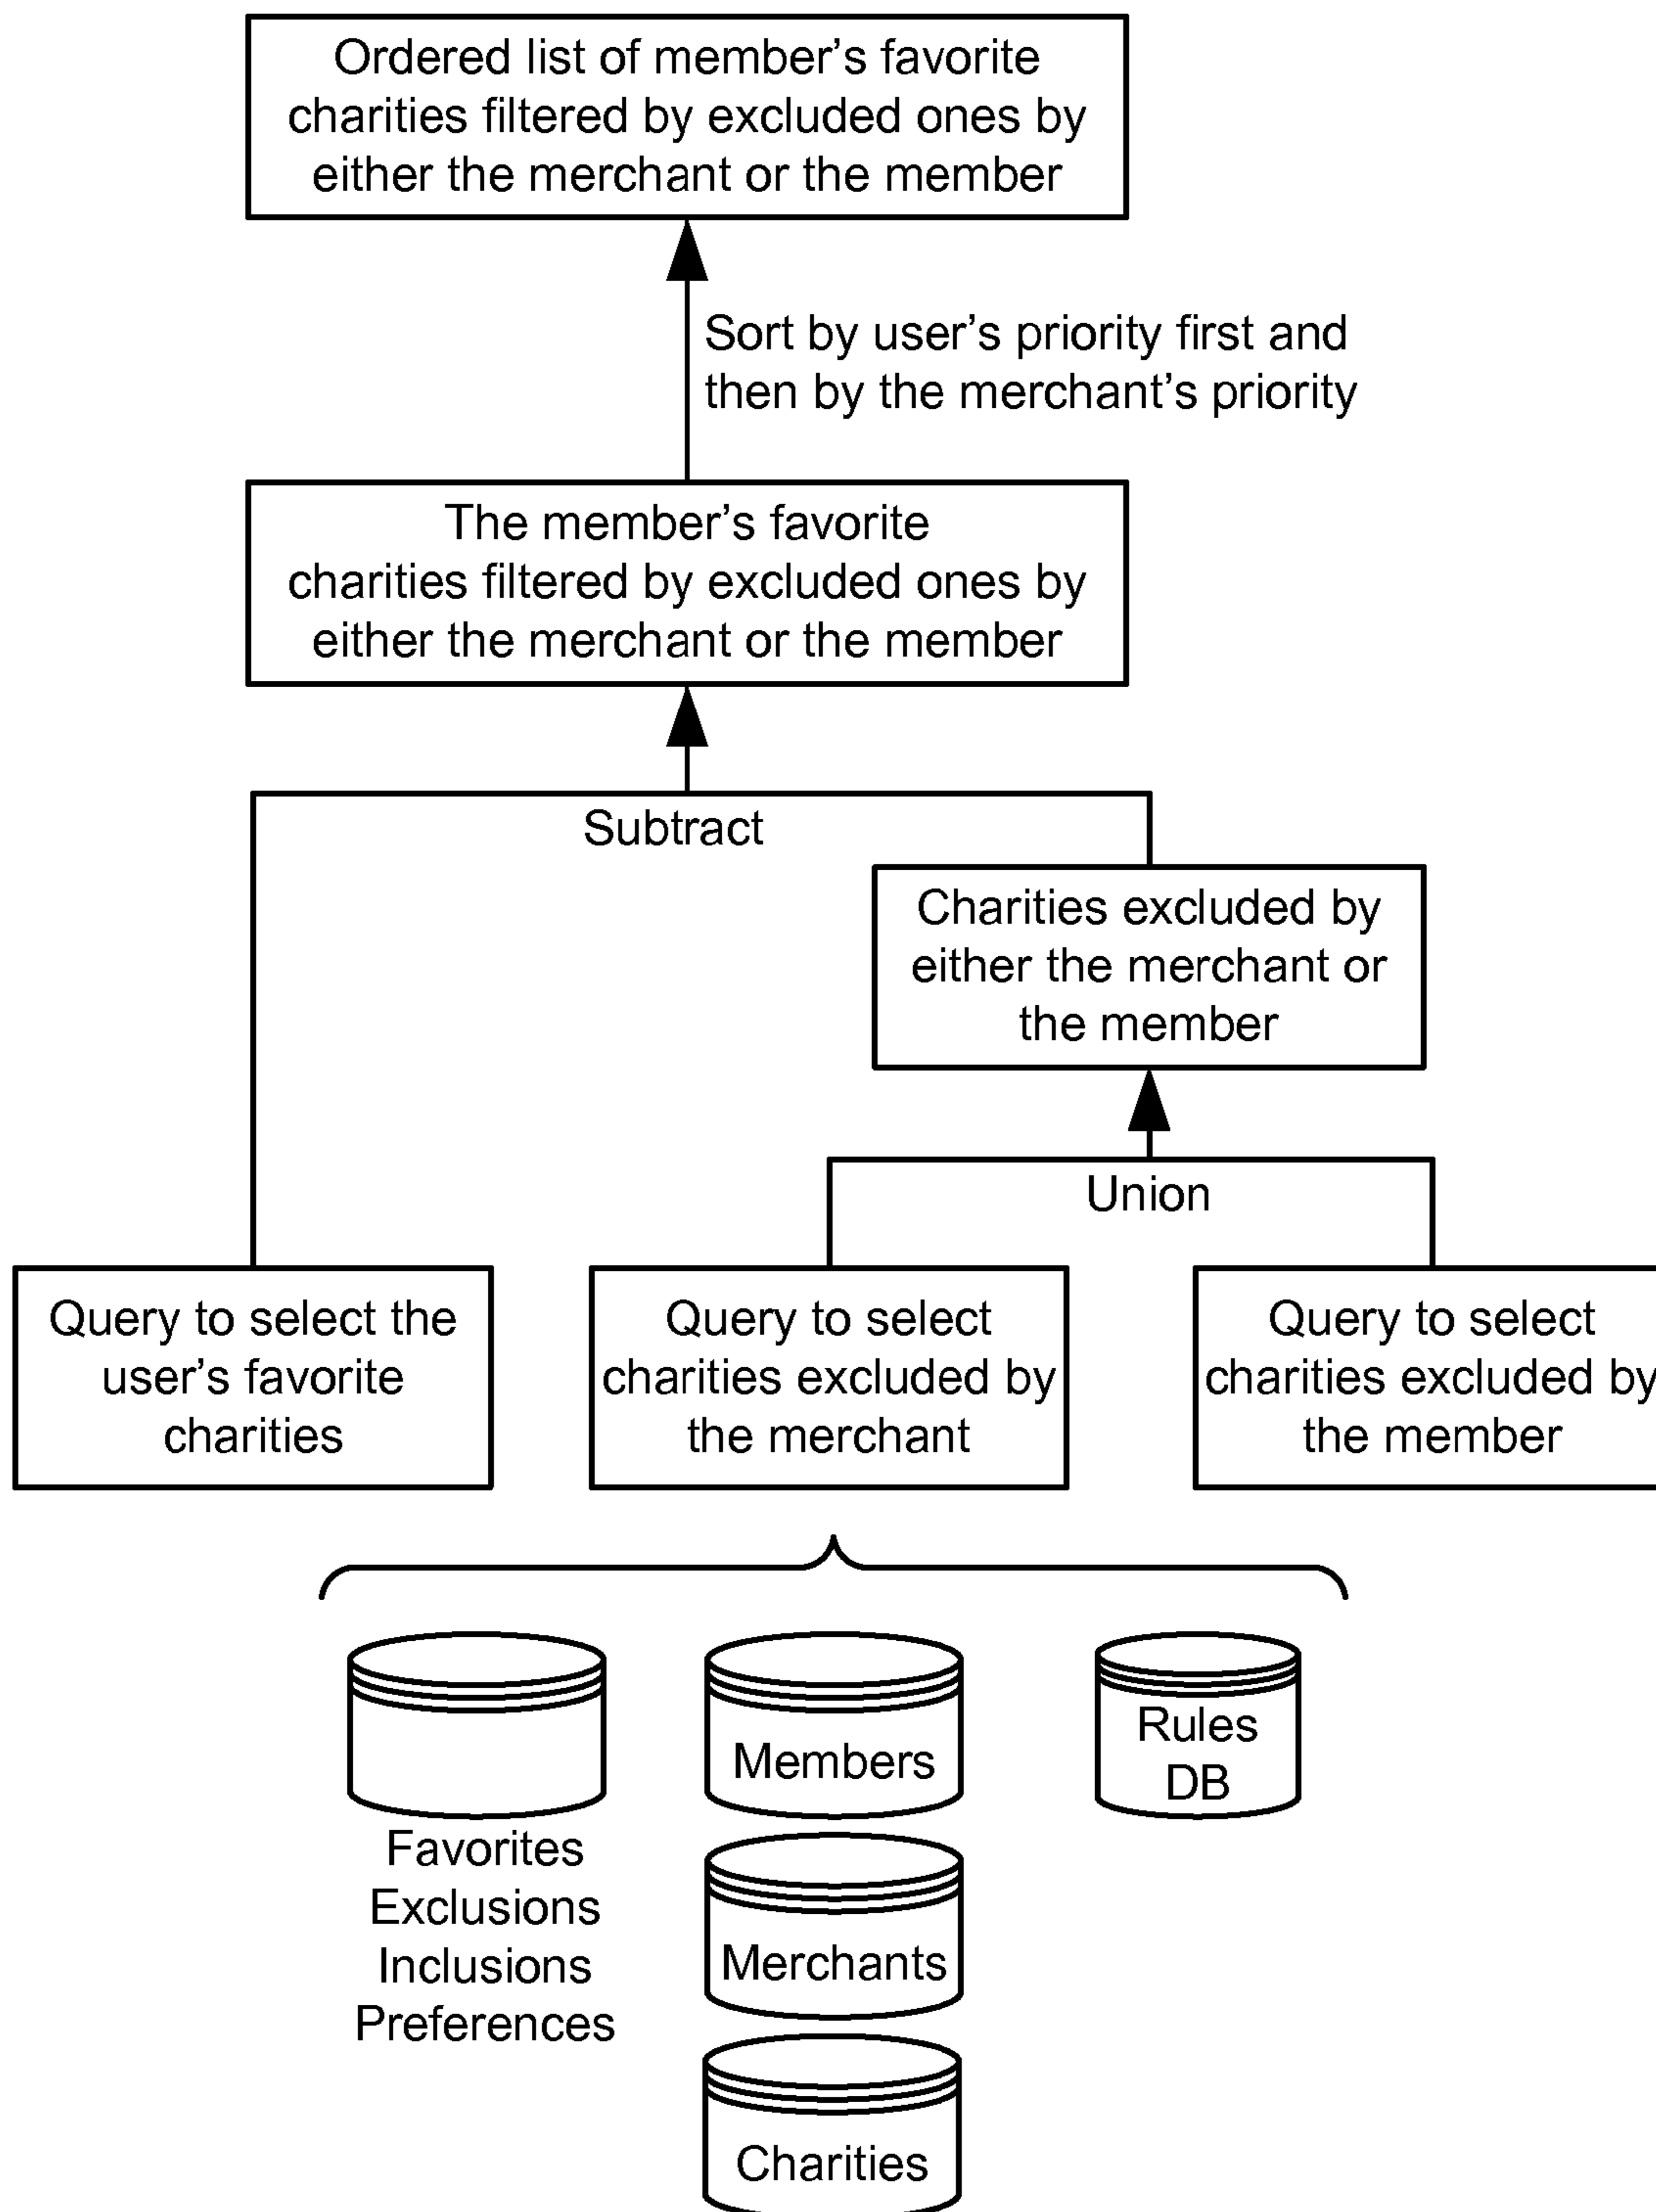 Ordered list of member’s favorite
charities filtered by excluded ones by
either the merchant or the member
Sort by user’s priority first and
then by the merchant’s priority
The member’s favorite
charities filtered by excluded ones by
either the merchant or the member
Subtract
Charities excluded by
either the merchant or
the member
Union
Query to select the
user’s favorite
charities
Query to select
charities excluded by
the merchant
Query to select
charities excluded by
the member
Favorites
Exclusions
Inclusions
Preferences
Members
Merchants
Charities
Rules
DB